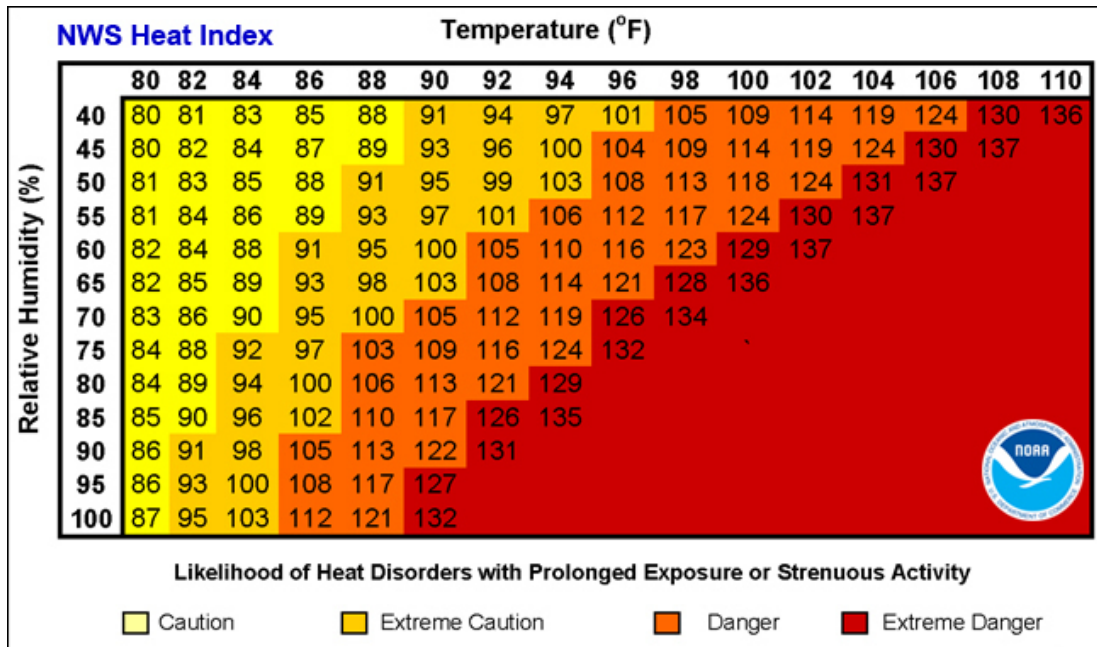 NWS Heat Index
Temperature (°F)
80 82 84 86 88 90 92 94 96 98 100 102 104 106 108 110
Relative Humidity (%)
40 80 81 83 85 88 91 94 97 101 105 109 114 119 124 130 136
45 80 82 84 87 89 93 96 100 104 109 114 119 124 130 137
50 81 83 85 88 91 95 99 103 108 113 118 124 131 137
55 81 84 86 89 93 97 101 106 112 117 124 130 137
60 82 84 88 91 95 100 105 110 116 123 129 137
65 82 85 89 93 98 103 108 114 121 128 136
70 83 86 90 95 100 105 112 119 126 134
75 84 88 92 97 103 109 116 124 132
80 84 89 94 100 106 113 121 129
85 85 90 96 102 110 117 126 135
90 86 91 98 105 113 122 131
95 86 93 100 108 117 127
100 87 95 103 112 121 132
NOAA
Likelihood of Heat Disorders with Prolonged Exposure or Strenuous Activity
Caution Extreme Caution Danger Extreme Danger